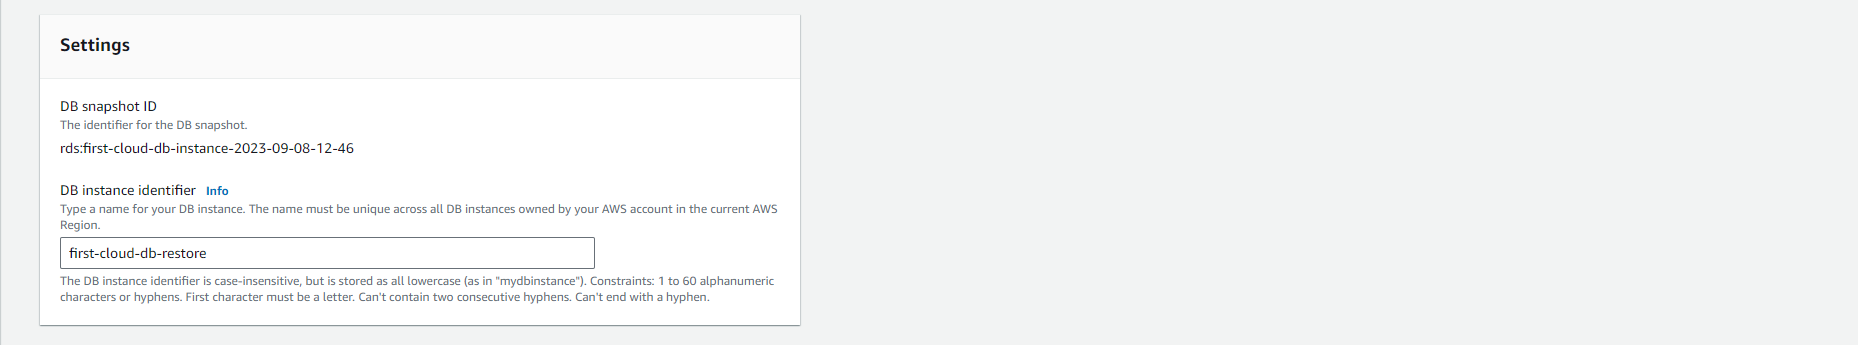 Settings
DB snapshot ID
The identifier for the DB snapshot.
rds:first-cloud-db-instance-2023-09-08-12-46
DB instance identifier Info
Type a name for your DB instance. The name must be unique across all DB instances owned by your AWS account in the current AWS
Region.
first-cloud-db-restore
The DB instance identifier is case-insensitive, but is stored as all lowercase (as in "mydbinstance"). Constraints: 1 to 60 alphanumeric
characters or hyphens. First character must be a letter. Can't contain two consecutive hyphens. Can't end with a hyphen.